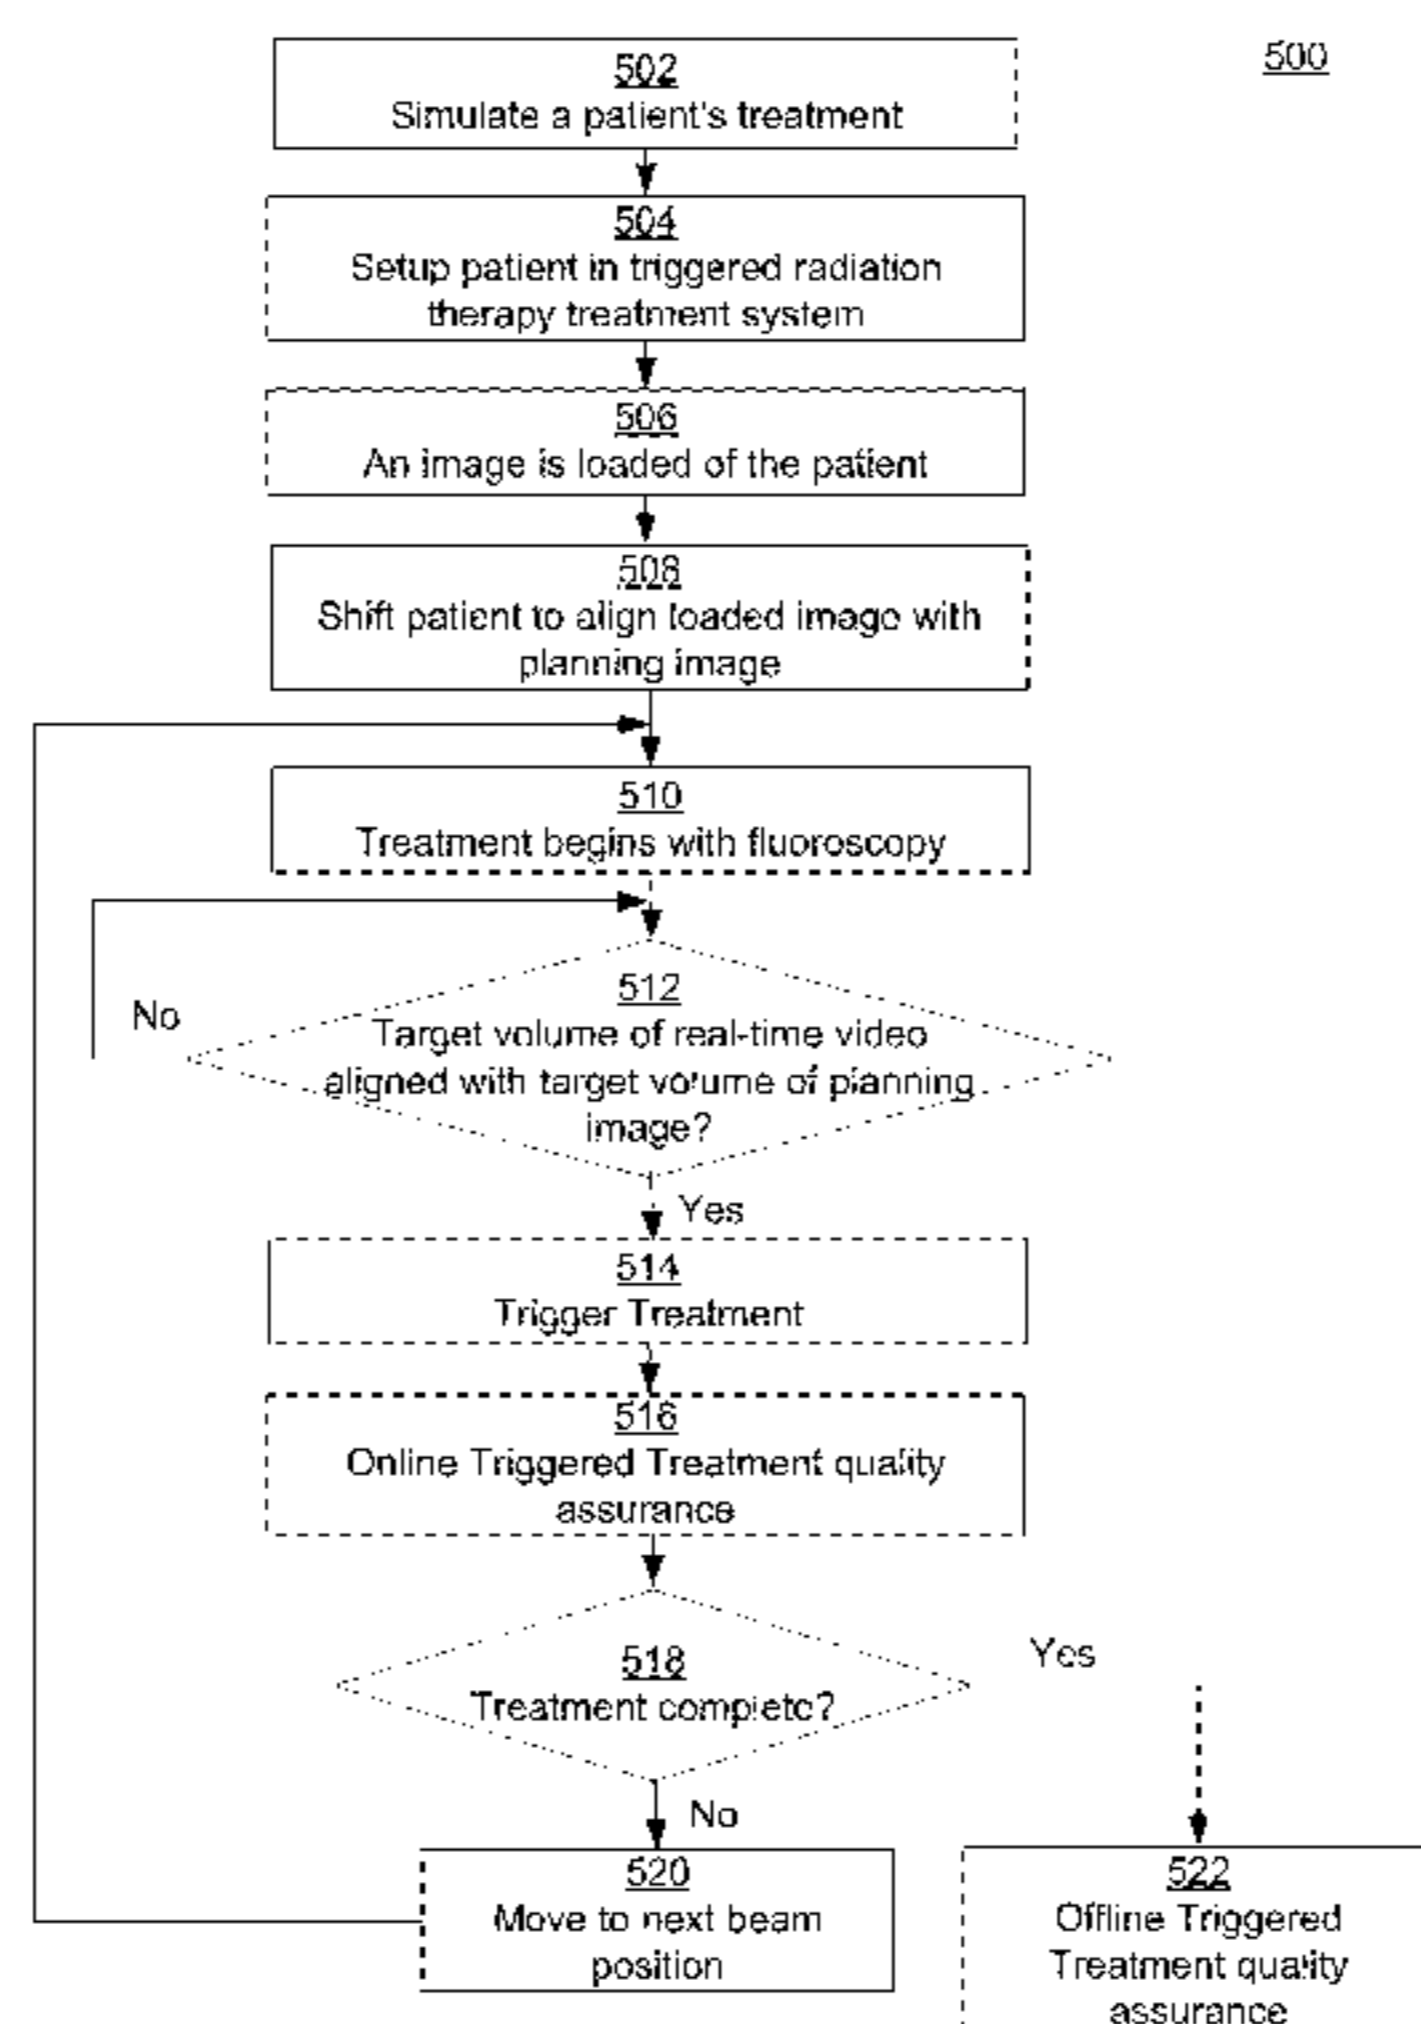 500
502
Simulate a patient's treatment
504
Setup patient in triggered radiation
therapy treatment system
506
An image is loaded of the patient
508
Shift patient to align loaded image with
planning image
510
Treatment begins with fluoroscopy
512
No
Target volume of real-time video
aligned with target volume of planning
image?
Yes
514
Trigger Treatment
516
Online Triggered Treatment quality
assurance
518
Yes
Treatment complete?
No
520
Move to next beam
position
522
Offline Triggered
Treatment quality
assurance